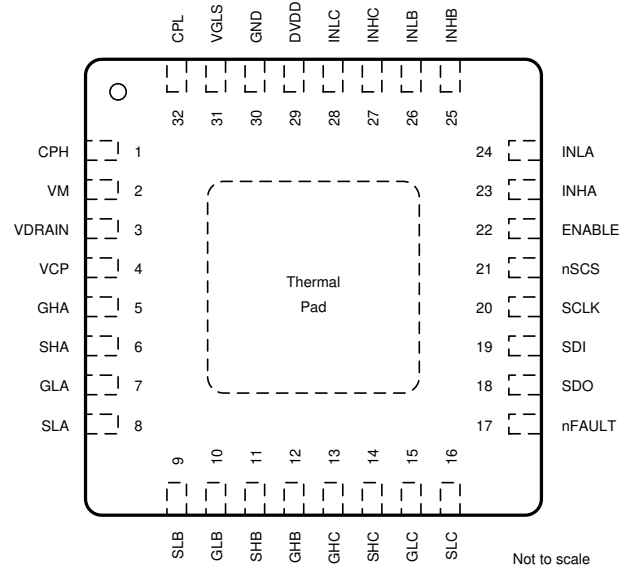 CPL VGLS GND DVDD INLC INHC INLB INHB
32 31 30 29 28 27 26 25
CPH 1 24 INLA
VM 2 23 INHA
VDRAIN 3 22 ENABLE
VCP 4 21 nSCS
GHA 5 20 SCLK
SHA 6 19 SDI
GLA 7 18 SDO
SLA 8 17 nFAULT
Thermal
Pad
9 10 11 12 13 14 15 16
SLB GLB SHB GHB GHC SHC GLC SLC
Not to scale